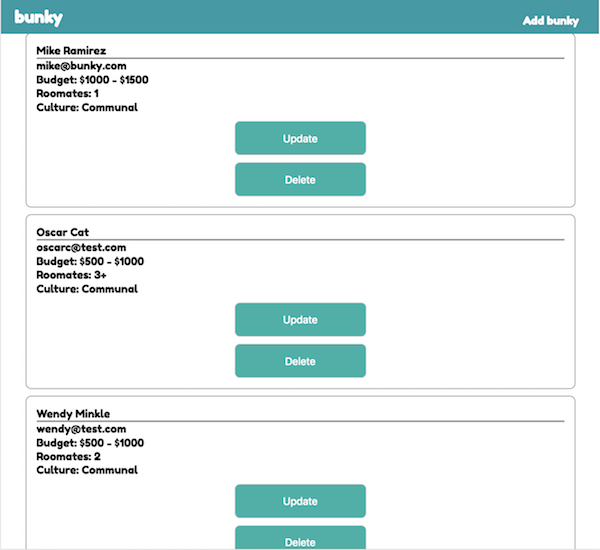 bunky
Add bunky
Mike Ramirez
mike@bunky.com
Budget: $1000 - $1500
Roomates: 1
Culture: Communal
Update
Delete
Oscar Cat
oscarc@test.com
Budget: $500 - $1000
Roomates: 3+
Culture: Communal
Update
Delete
Wendy Minkle
wendy@test.com
Budget: $500 - $1000
Roomates: 2
Culture: Communal
Update
Delete